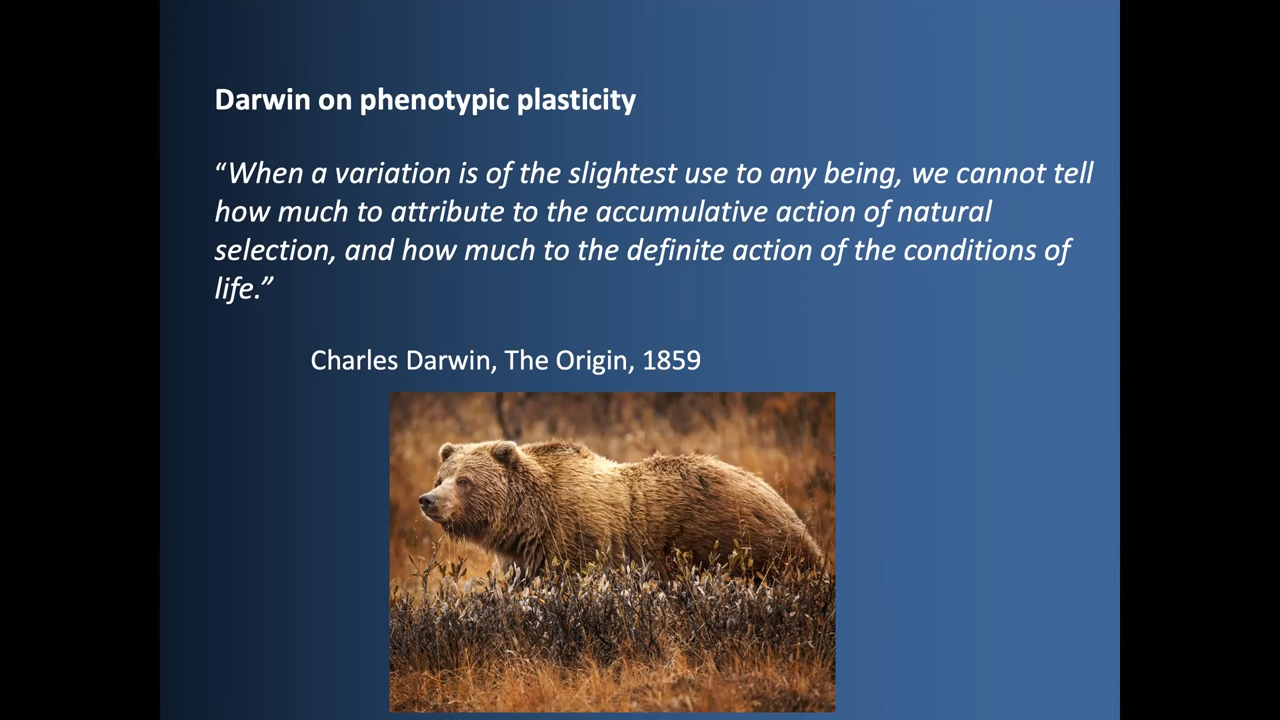 Darwin on phenotypic plasticity
“When a variation is of the slightest use to any being, we cannot tell
how much to attribute to the accumulative action of natural
selection, and how much to the definite action of the conditions of
life.”
Charles Darwin, The Origin, 1859